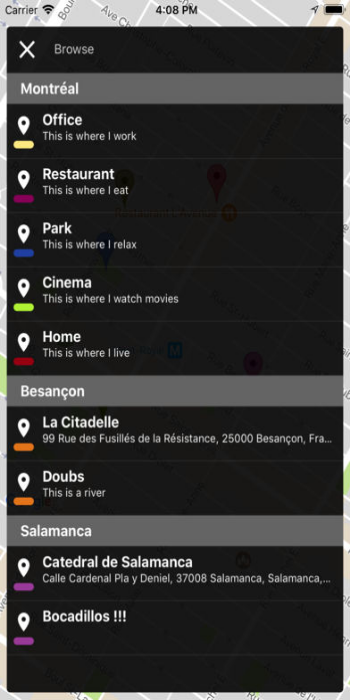 Carrier
4:08 PM
Browse
Montréal
Office
This is where I work
Restaurant
This is where I eat
Park
This is where I relax
Cinema
This is where I watch movies
Home
This is where I live
Besançon
La Citadelle
99 Rue des Fusillés de la Résistance, 25000 Besançon, Fra...
Doubs
This is a river
Salamanca
Catedral de Salamanca
Calle Cardenal Pla y Deniel, 37008 Salamanca, Salamanca,...
Bocadillos !!!